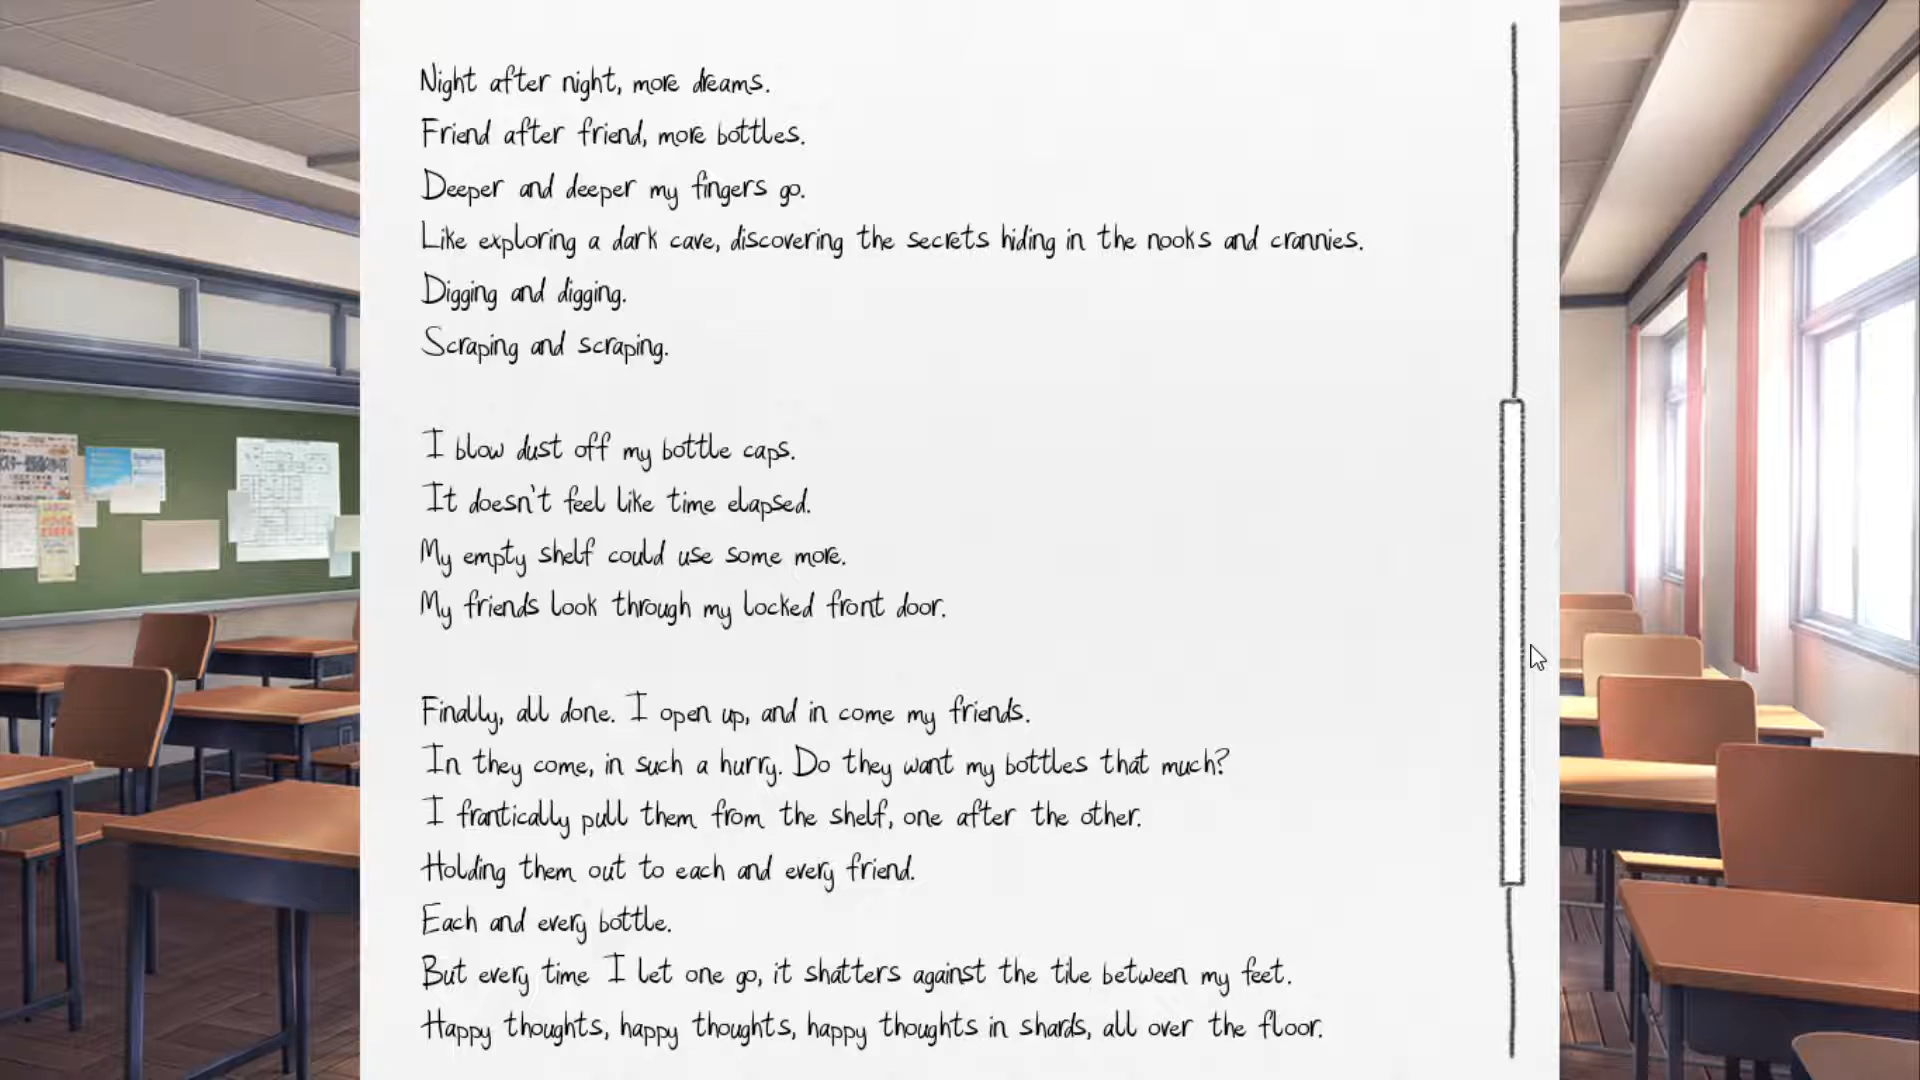 Night after night, more dreams.
Friend after friend, more bottles.
Deeper and deeper my fingers go.
Like exploring a dark cave, discovering the secrets hiding in the nooks and crannies.
Digging and digging.
Scraping and scraping.
I blow dust off my bottle caps.
It doesn't feel like time elapsed.
My empty shelf could use some more.
My friends look through my locked front door.
Finally, all done. I open up, and in come my friends.
In they come, in such a hurry. Do they want my bottles that much?
I frantically pull them from the shelf, one after the other.
Holding them out to each and every friend.
Each and every bottle.
But every time I let one go, it shatters against the tile between my feet.
Happy thoughts, happy thoughts, happy thoughts in shards, all over the floor.